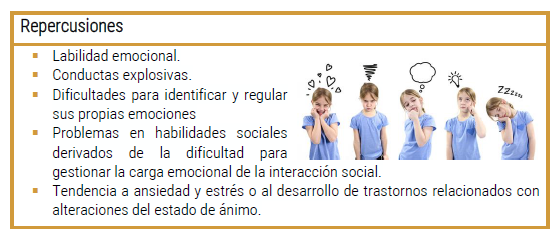 Repercusiones
▪ Labilidad emocional.
▪ Conductas explosivas.
▪ Dificultades para identificar y regular
sus propias emociones
▪ Problemas en habilidades sociales
derivados de la dificultad para
gestionar la carga emocional de la interacción social.
▪ Tendencia a ansiedad y estrés o al desarrollo de trastornos relacionados con
alteraciones del estado de ánimo.
zzzzz